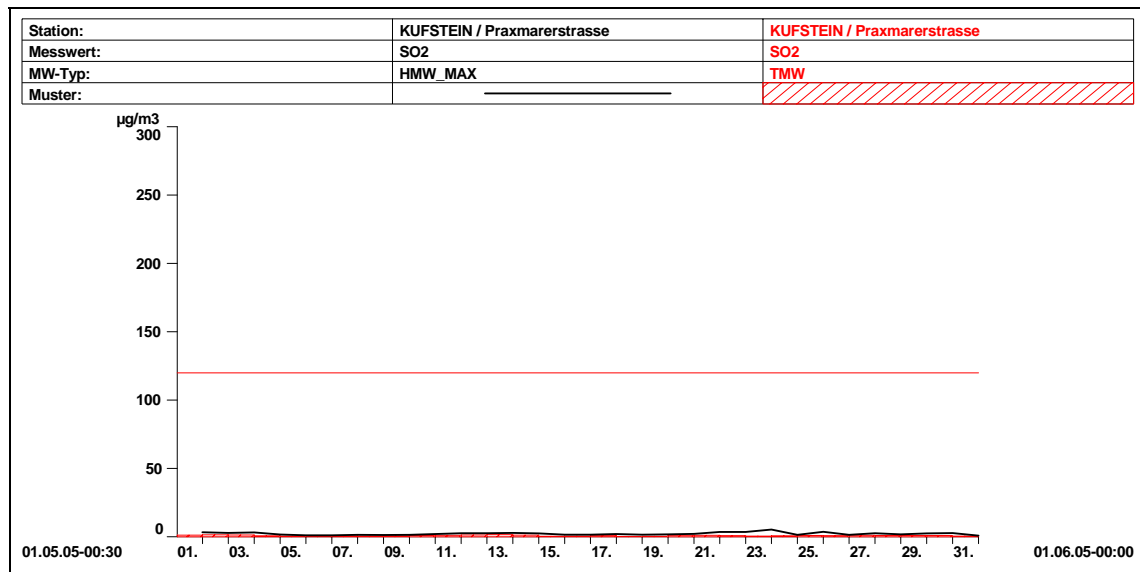 Station: KUFSTEIN / Praxmarerstrasse KUFSTEIN / Praxmarerstrasse
Messwert: SO2 SO2
MW-Typ: HMW_MAX TMW
Muster:
µg/m3
300
250
200
150
100
50
0
01.05.05-00:30 01. 03. 05. 07. 09. 11. 13. 15. 17. 19. 21. 23. 25. 27. 29. 31. 01.06.05-00:00